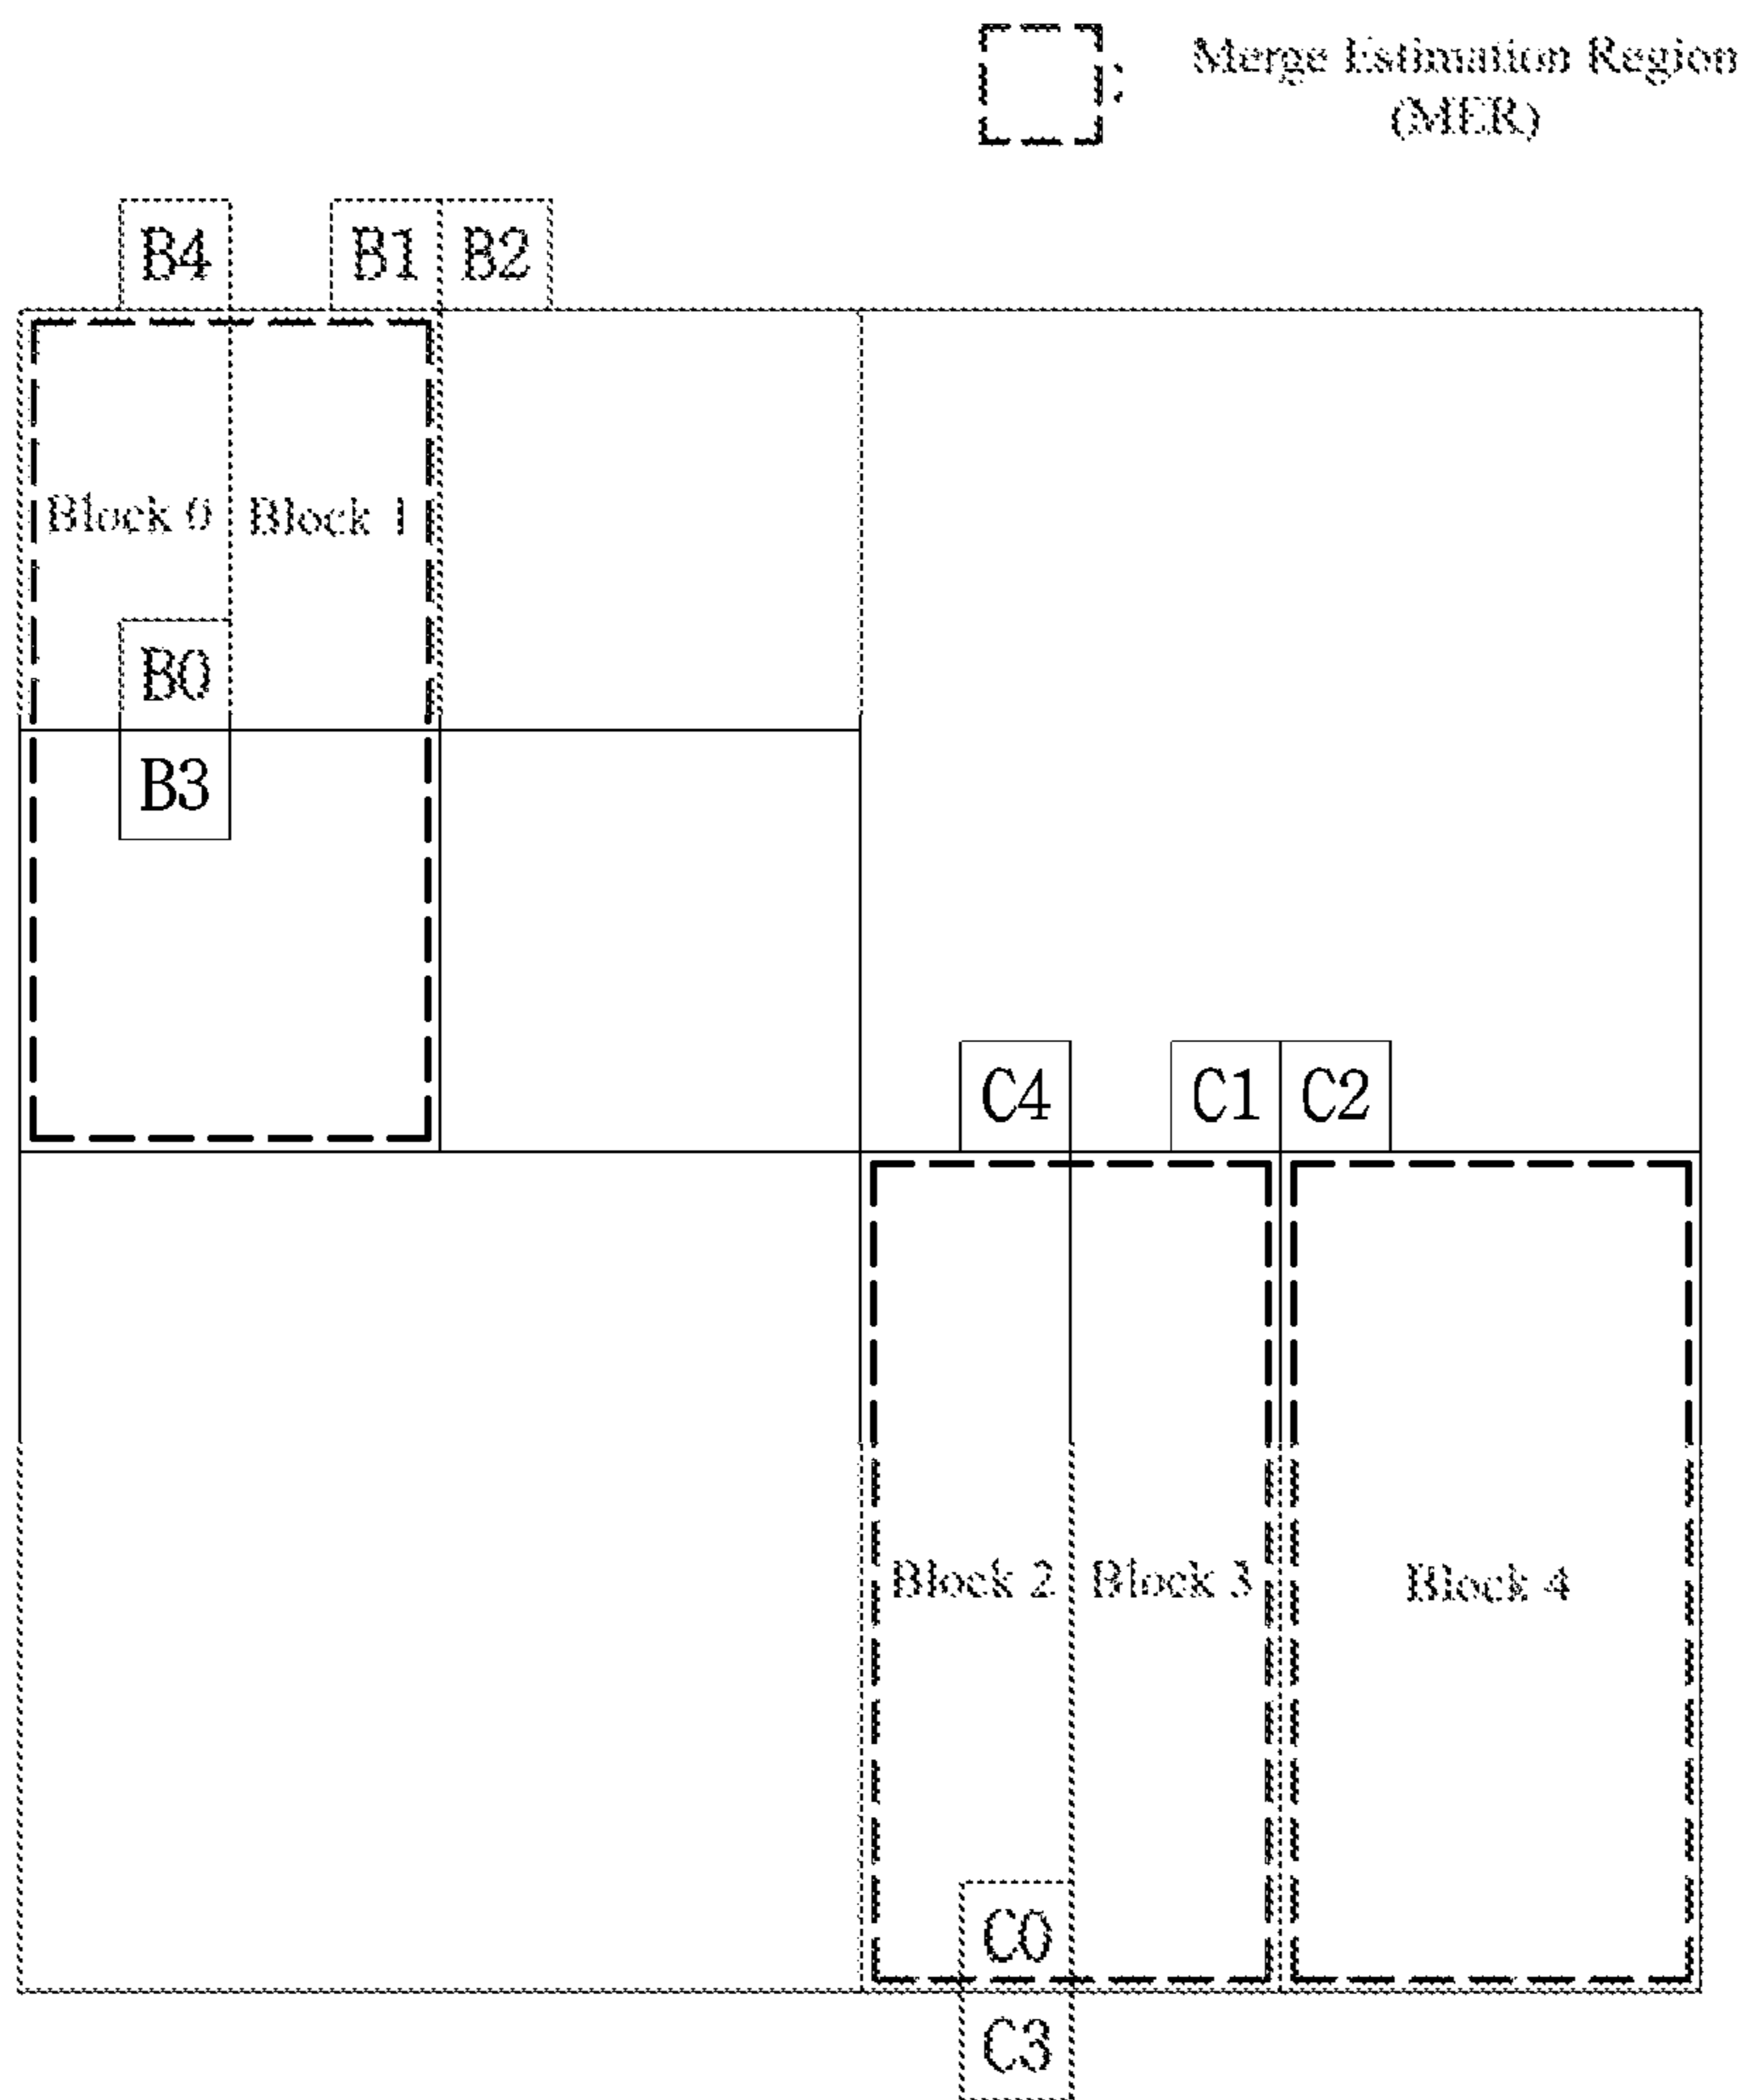 Merge Estimation Region
(MER)
B4 B1 B2
Block 0 Block 1
B0
B3
C4 C1 C2
Block 2 Block 3 Block 4
C0
C3